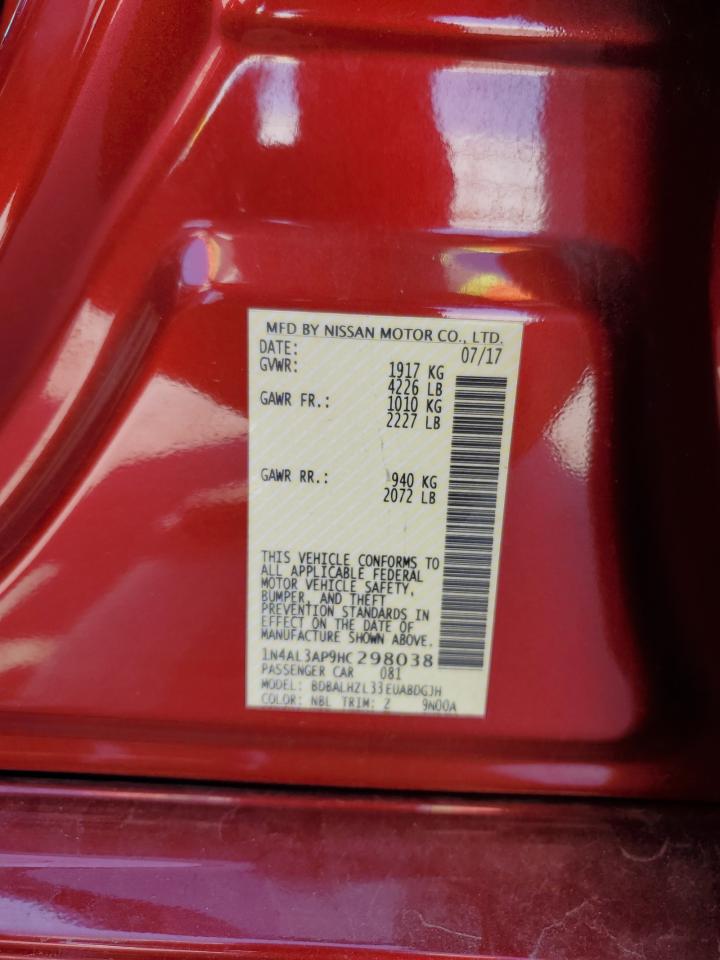 MFD BY NISSAN MOTOR CO., LTD.
DATE: 07/17
GVWR: 1917 KG
4226 LB
GAWR FR.: 1010 KG
2227 LB
GAWR RR.: 940 KG
2072 LB
THIS VEHICLE CONFORMS TO
ALL APPLICABLE FEDERAL
MOTOR VEHICLE SAFETY,
BUMPER, AND THEFT
PREVENTION STANDARDS IN
EFFECT ON THE DATE OF
MANUFACTURE SHOWN ABOVE.
1N4AL3AP9HC298038
PASSENGER CAR 081
MODEL: BDBALHZL33EUABDGJH
COLOR: NBL TRIM: Z 9N00A